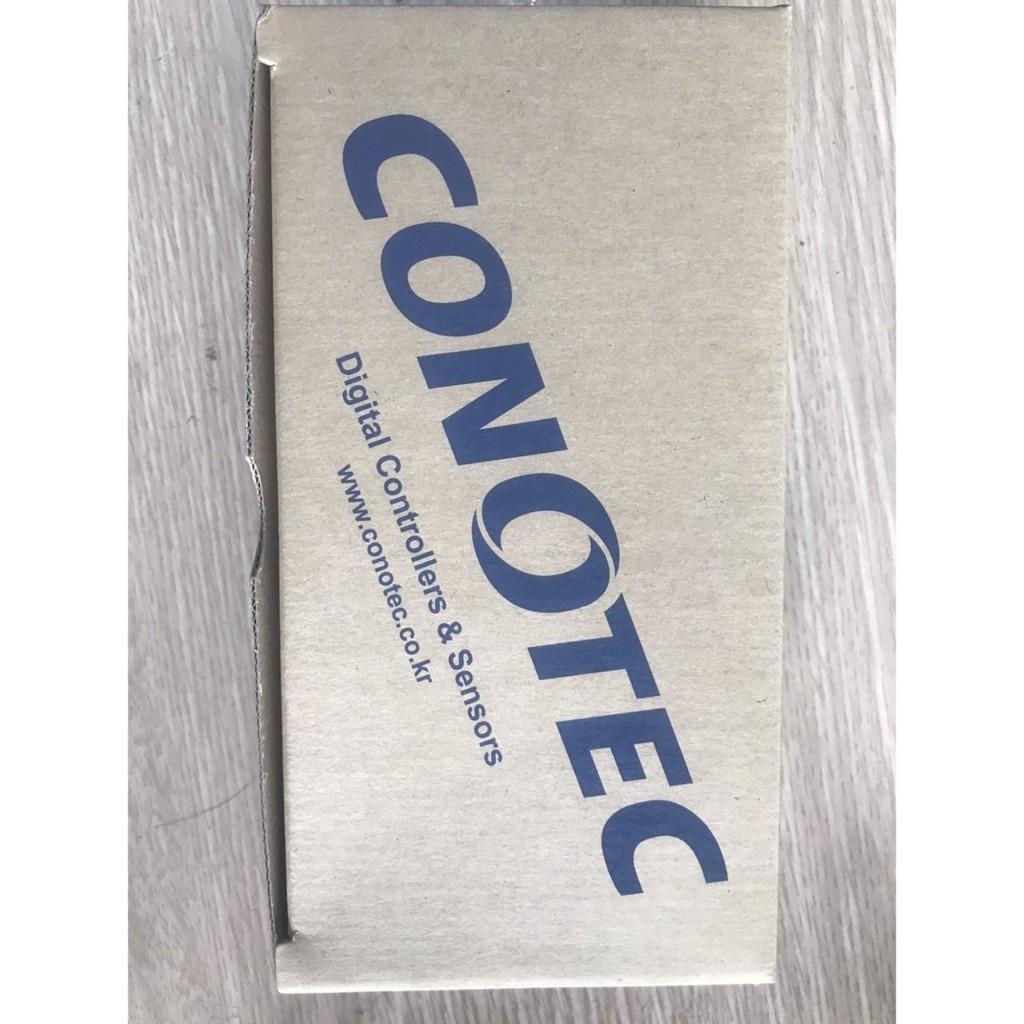 CONOTEC
Digital Controllers & Sensors
www.conotec.co.kr